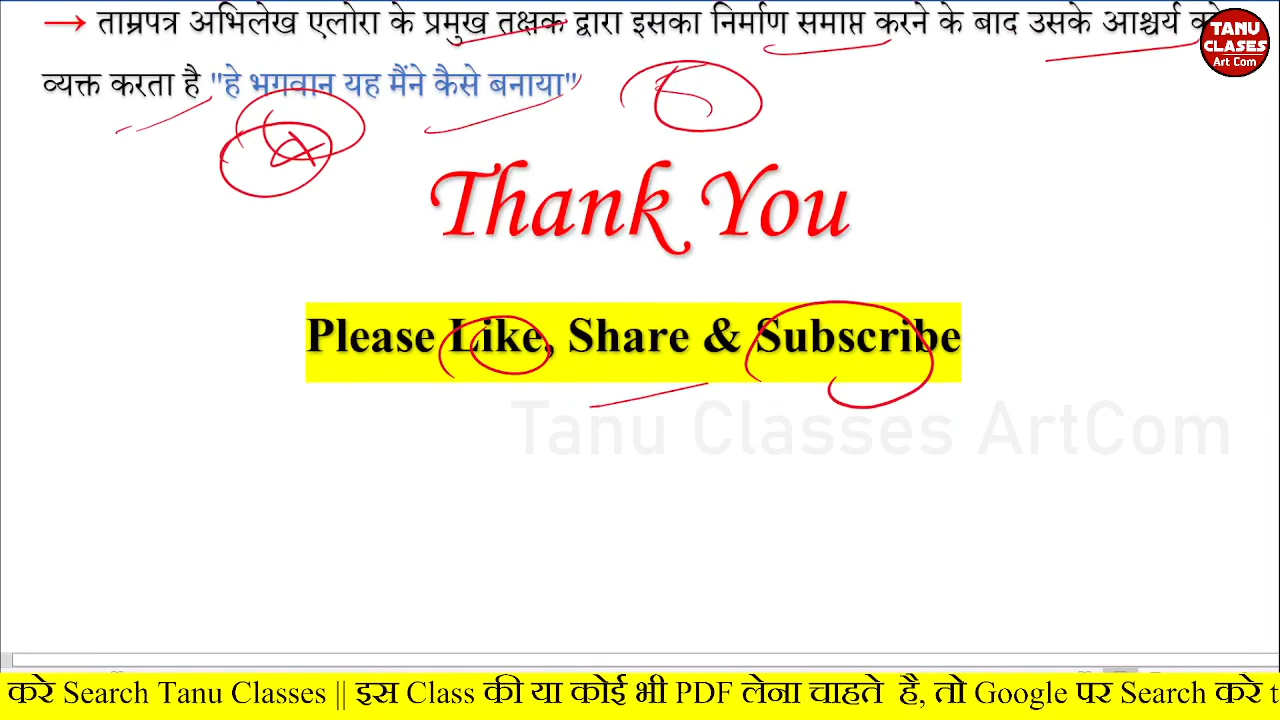 → ताम्रपत्र अभिलेख एलोरा के प्रमुख तक्षक द्वारा इसका निर्माण समाप्त करने के बाद उसके आश्चर्य को
व्यक्त करता है "हे भगवान यह मैंने कैसे बनाया"
TANU
CLASES
Art Com
Thank You
Please Like, Share & Subscribe
Tanu Classes ArtCom
करे Search Tanu Classes || इस Class की या कोई भी PDF लेना चाहते है, तो Google पर Search करे t